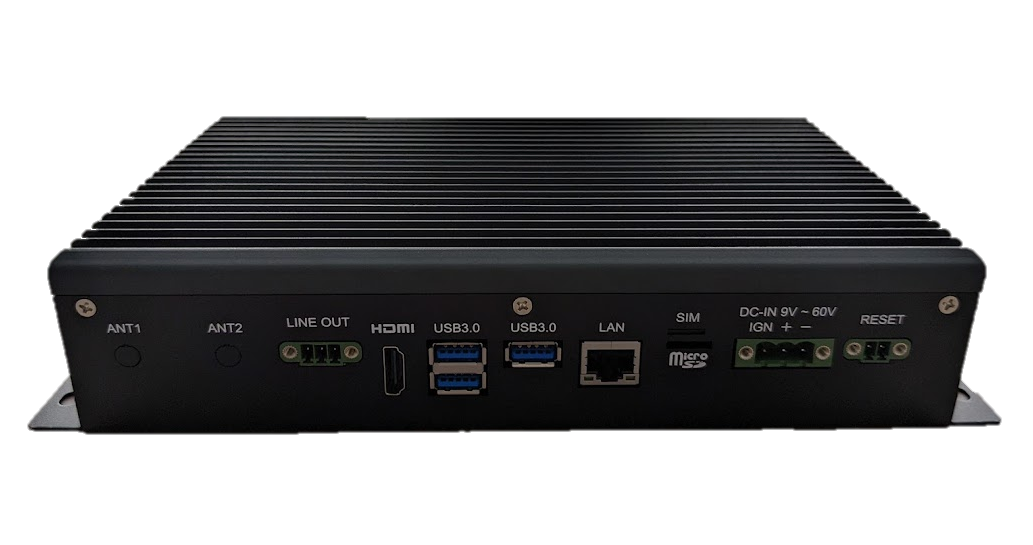 ANT1
ANT2
LINE OUT
HDMI
USB3.0
USB3.0
LAN
SIM
Micro
SD
DC-IN 9V ~ 60V
IGN + −
RESET